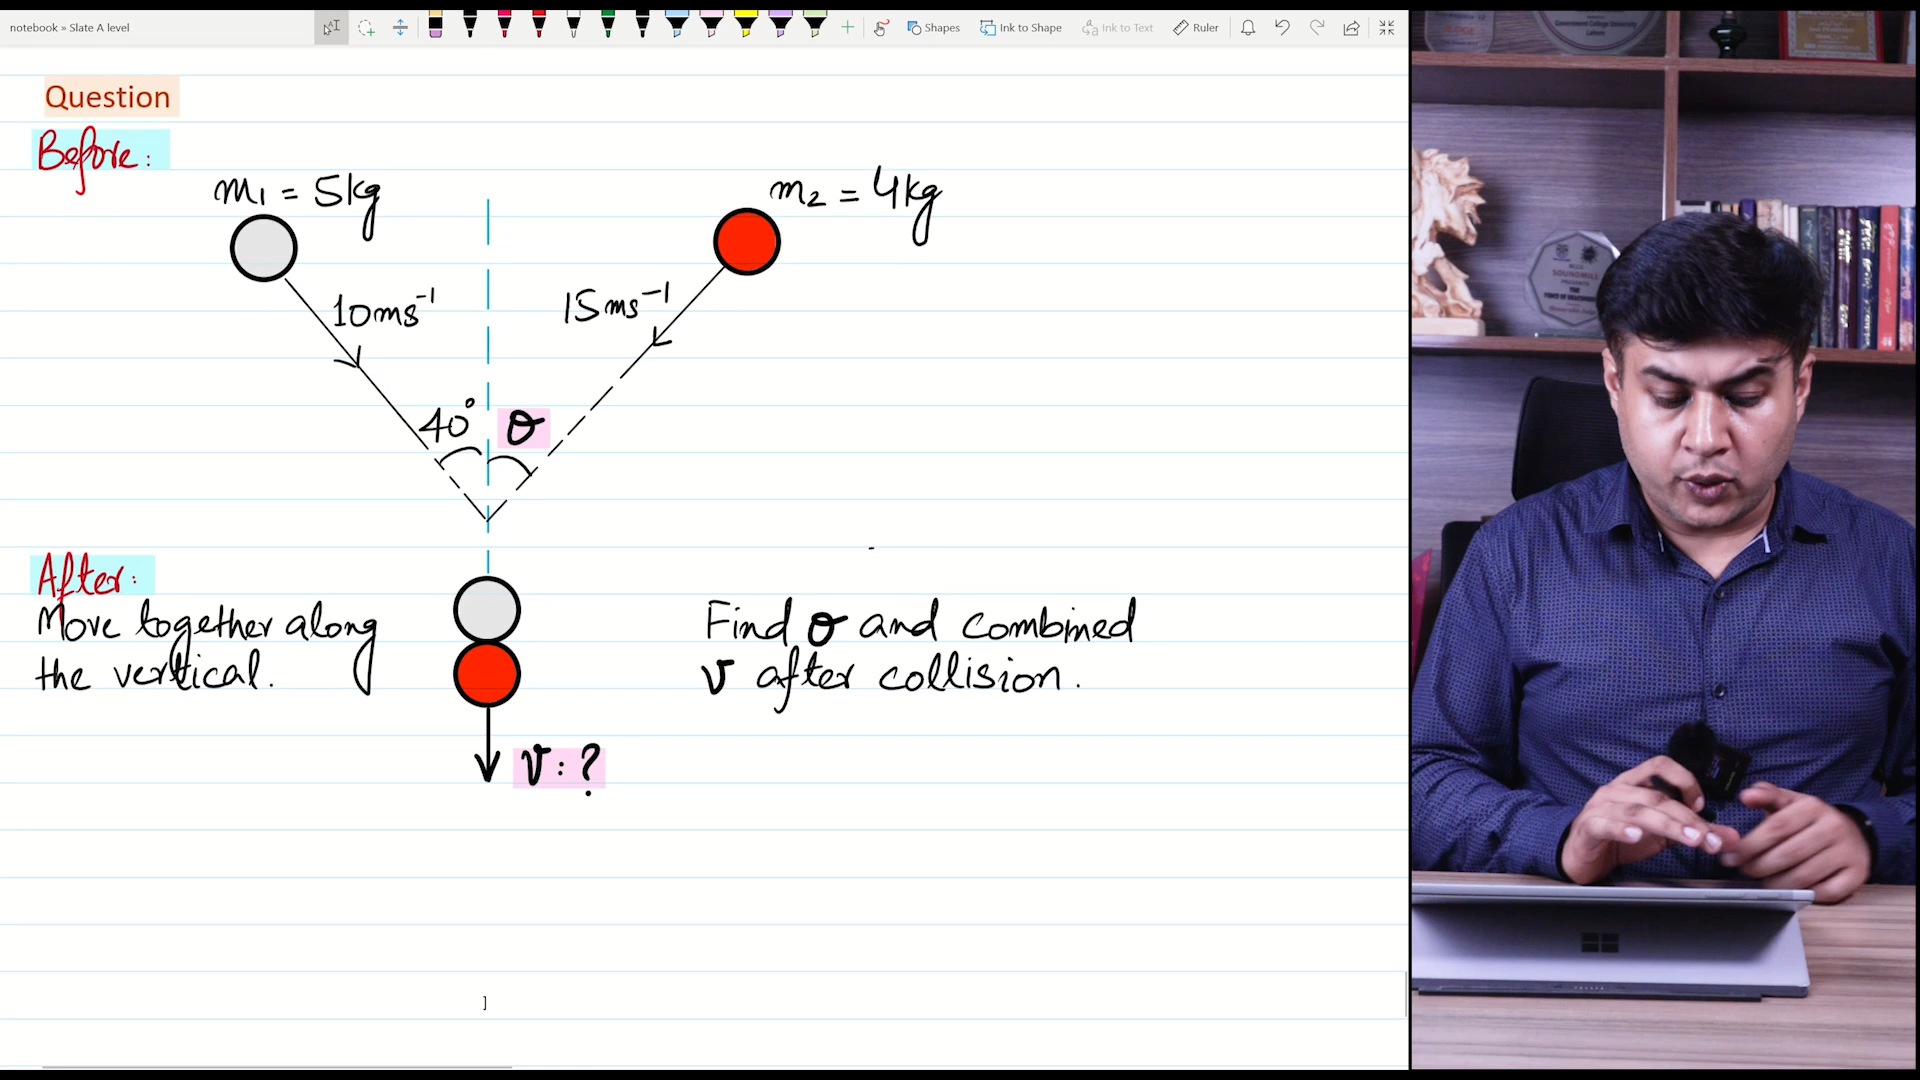 notebook » Slate A level
Shapes
Ink to Shape
Ink to Text
Ruler
Question
Before:
m₁ = 5kg
m₂ = 4kg
10ms⁻¹
15ms⁻¹
40° θ
After:
Move together along
the vertical.
Find θ and combined
v after collision.
v : ?